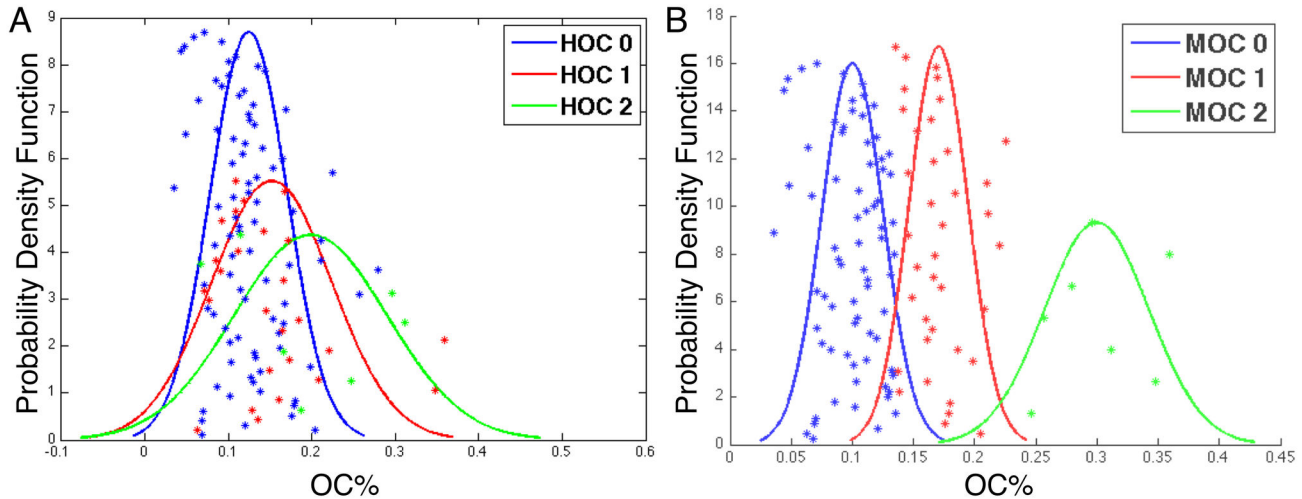 A
9
8
7
6
5
4
3
2
1
0
Probability Density Function
-0.1 0 0.1 0.2 0.3 0.4 0.5 0.6
OC%
HOC 0
HOC 1
HOC 2
B
18
16
14
12
10
8
6
4
2
0
Probability Density Function
0 0.05 0.1 0.15 0.2 0.25 0.3 0.35 0.4 0.45
OC%
MOC 0
MOC 1
MOC 2